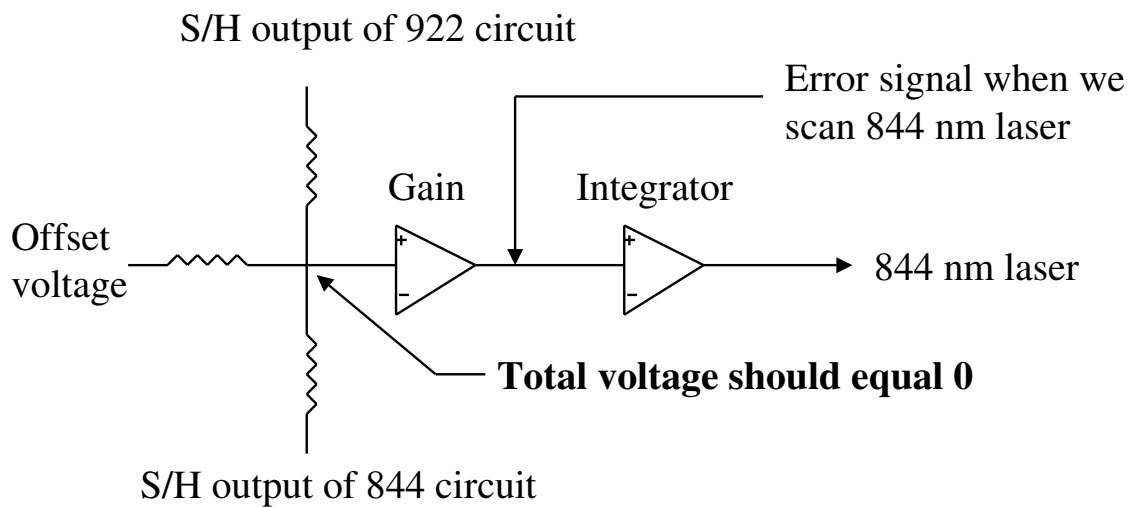 S/H output of 922 circuit
Error signal when we
scan 844 nm laser
Gain
Integrator
Offset
voltage
+
−
+
−
844 nm laser
Total voltage should equal 0
S/H output of 844 circuit